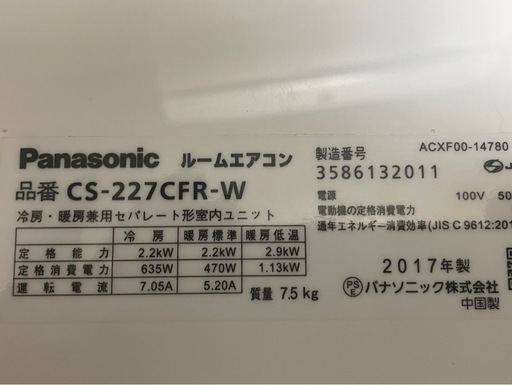 Panasonic ルームエアコン
品番 CS-227CFR-W
冷房・暖房兼用セパレート形室内ユニット
冷房 暖房標準 暖房低温
定格能力 2.2kW 2.2kW 2.9kW
定格消費電力 635W 470W 1.13kW
運転電流 7.05A 5.20A
質量 7.5kg
ACXF00-14780
製造番号
3586132011
電源 100V 50
電動機の定格消費電力
通年エネルギー消費効率(JIS C 9612:201
2017年製
PSE パナソニック株式会社
中国製